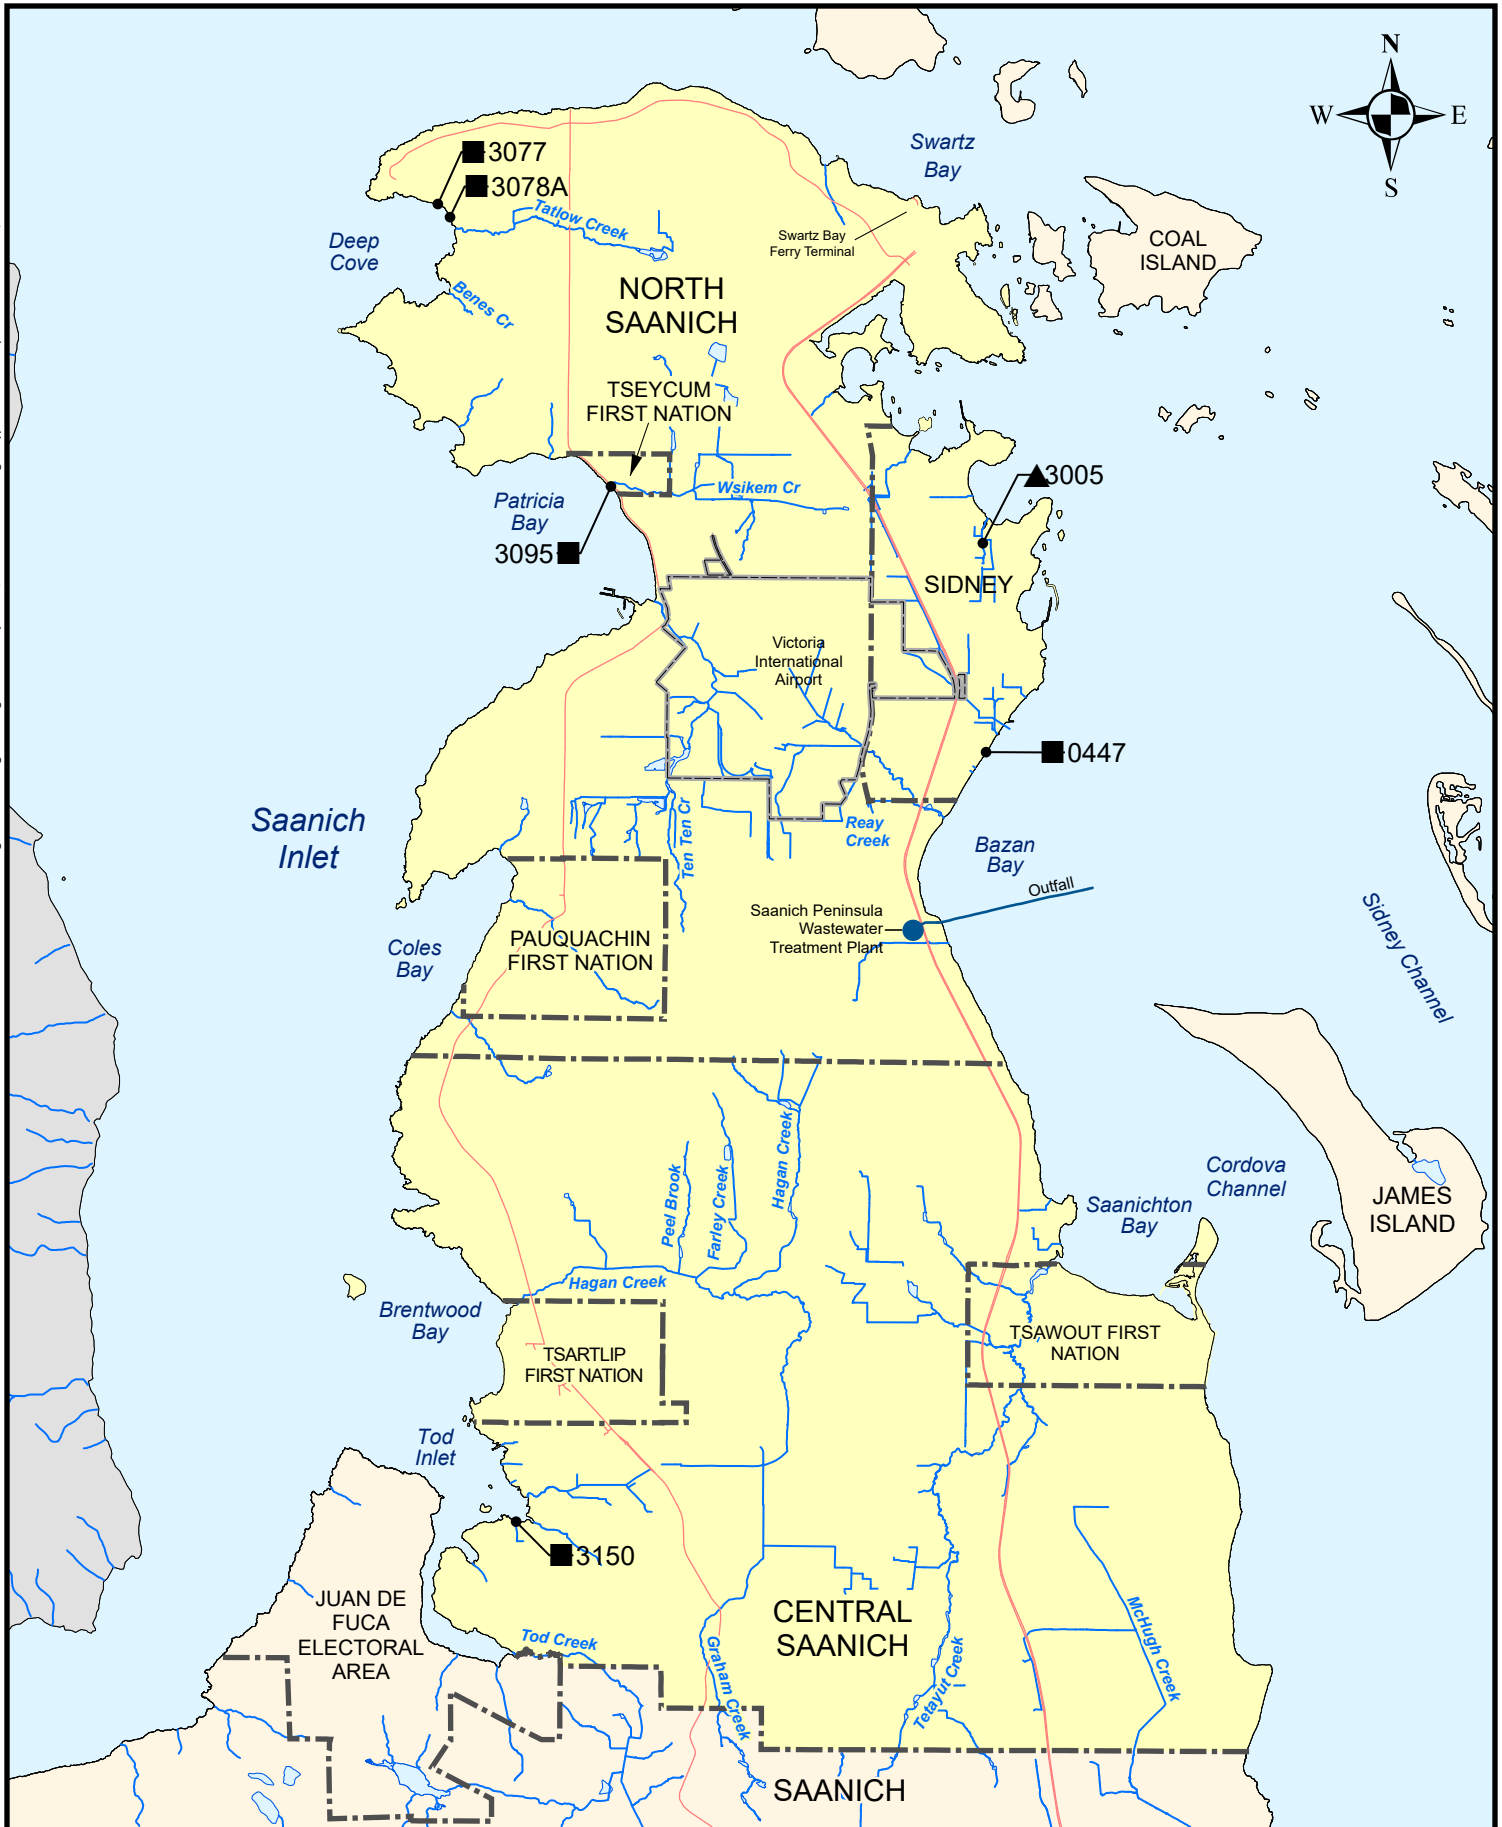 N
W
E
S
Swartz
Bay
3077
3078A
Tatlow Creek
Deep
Cove
Swartz Bay
Ferry Terminal
COAL
ISLAND
Benes Cr
NORTH
SAANICH
TSEYCUM
FIRST NATION
Wsikem Cr
3005
Patricia
Bay
3095
SIDNEY
Victoria
International
Airport
0447
Saanich
Inlet
Ten Ten Cr
Reay
Creek
Bazan
Bay
Outfall
Saanich Peninsula
Wastewater
Treatment Plant
Sidney Channel
Coles
Bay
PAUQUACHIN
FIRST NATION
Peel Brook
Farley Creek
Hagan Creek
Cordova
Channel
Saanichton
Bay
JAMES
ISLAND
Hagan Creek
Brentwood
Bay
TSAWOUT FIRST
NATION
TSARTLIP
FIRST NATION
Tod
Inlet
3150
JUAN DE
FUCA
ELECTORAL
AREA
CENTRAL
SAANICH
Tod Creek
Graham Creek
Tetayut Creek
McHugh Creek
SAANICH